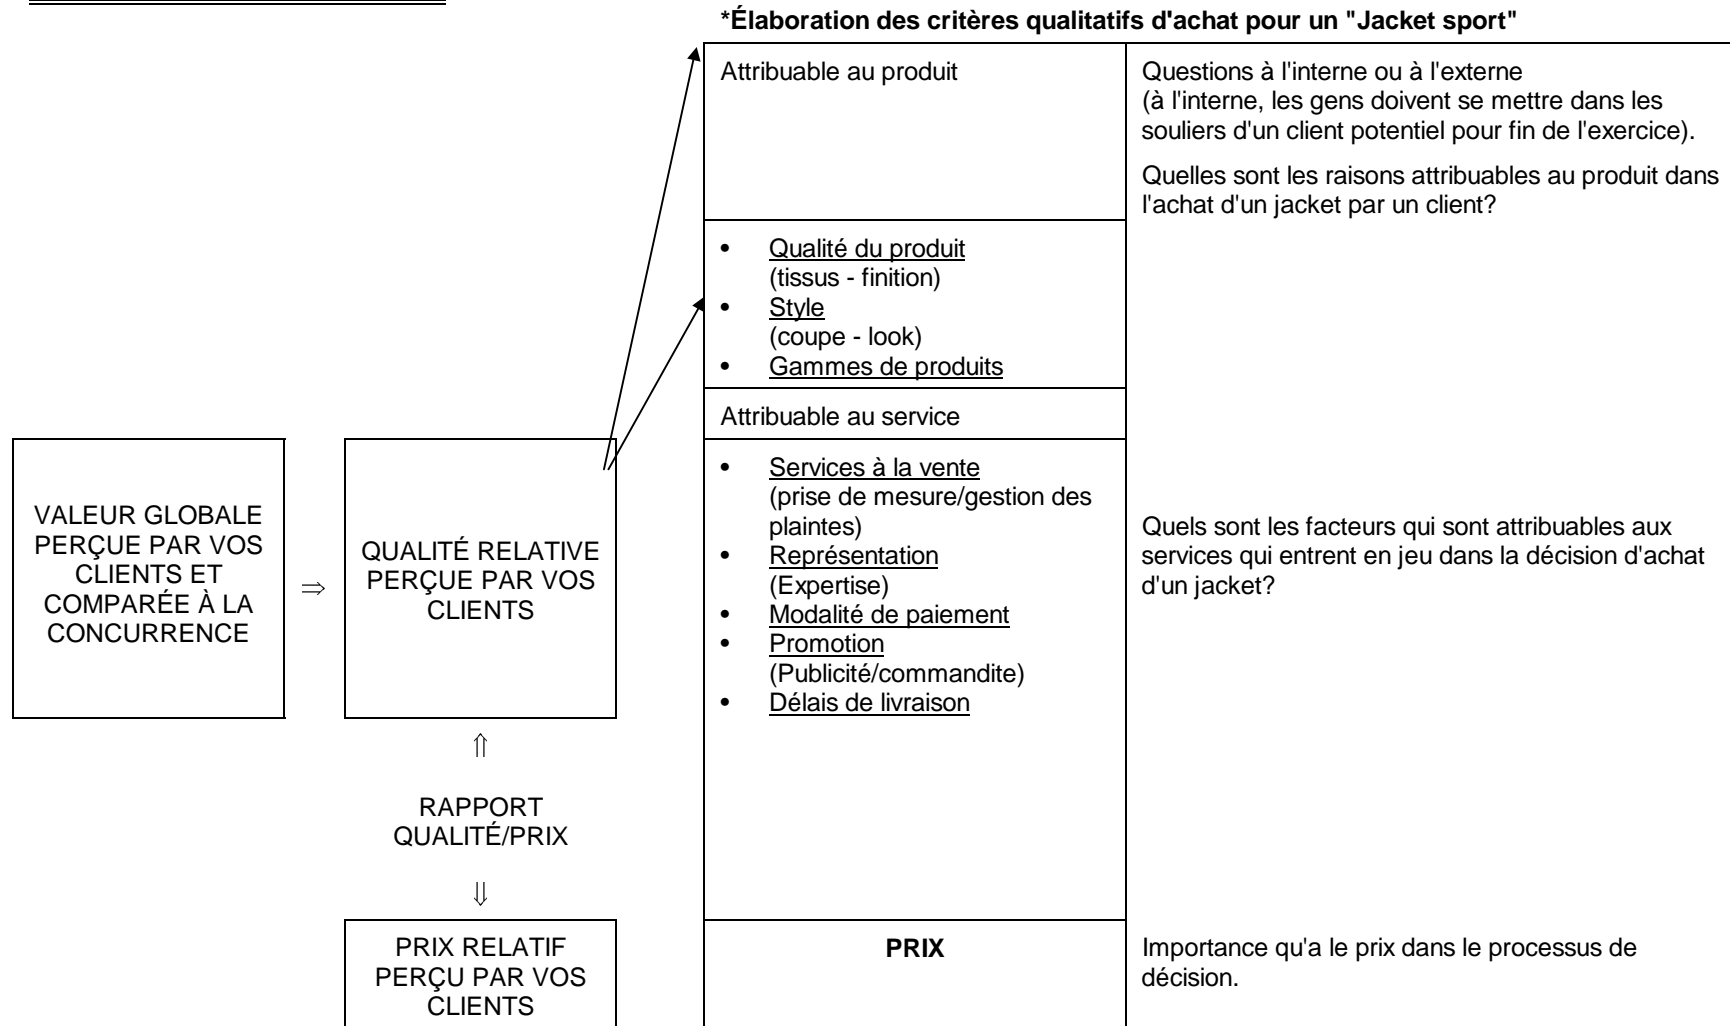 *Élaboration des critères qualitatifs d'achat pour un "Jacket sport"
Attribuable au produit
Questions à l'interne ou à l'externe
(à l'interne, les gens doivent se mettre dans les
souliers d'un client potentiel pour fin de l'exercice).
Quelles sont les raisons attribuables au produit dans
l'achat d'un jacket par un client?
• Qualité du produit
(tissus - finition)
• Style
(coupe - look)
• Gammes de produits
Attribuable au service
• Services à la vente
(prise de mesure/gestion des
plaintes)
• Représentation
(Expertise)
• Modalité de paiement
• Promotion
(Publicité/commandite)
• Délais de livraison
Quels sont les facteurs qui sont attribuables aux
services qui entrent en jeu dans la décision d'achat
d'un jacket?
VALEUR GLOBALE
PERÇUE PAR VOS
CLIENTS ET
COMPARÉE À LA
CONCURRENCE
⇒
QUALITÉ RELATIVE
PERÇUE PAR VOS
CLIENTS
⇑
RAPPORT
QUALITÉ/PRIX
⇓
PRIX RELATIF
PERÇU PAR VOS
CLIENTS
PRIX
Importance qu'a le prix dans le processus de
décision.